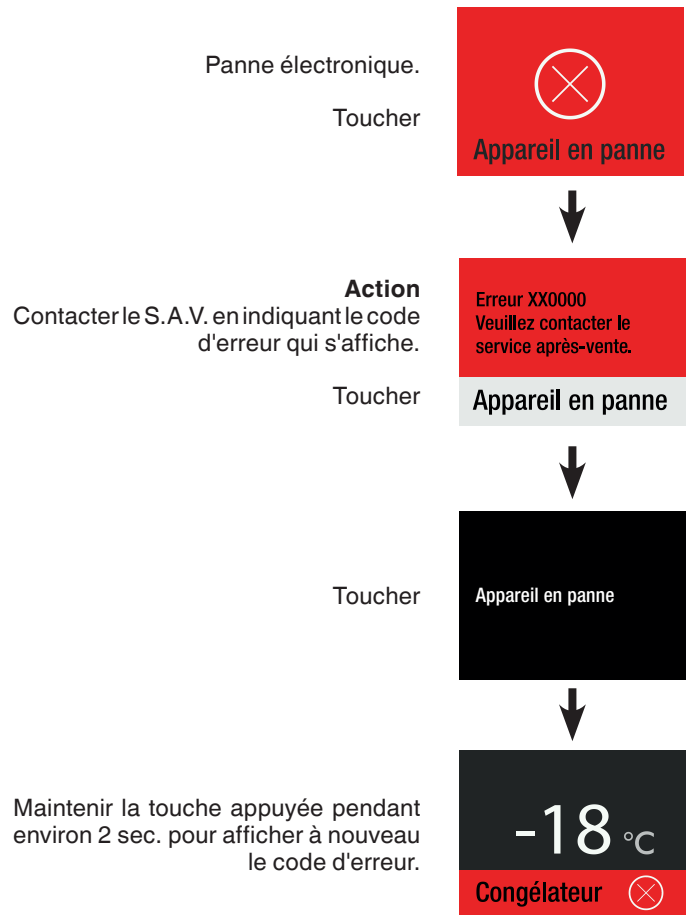 Panne électronique.
Toucher
Appareil en panne
Action
Contacter le S.A.V. en indiquant le code
d'erreur qui s'affiche.
Toucher
Erreur XX0000
Veuillez contacter le
service après-vente.
Appareil en panne
Toucher
Appareil en panne
Maintenir la touche appuyée pendant
environ 2 sec. pour afficher à nouveau
le code d'erreur.
-18 °C
Congélateur